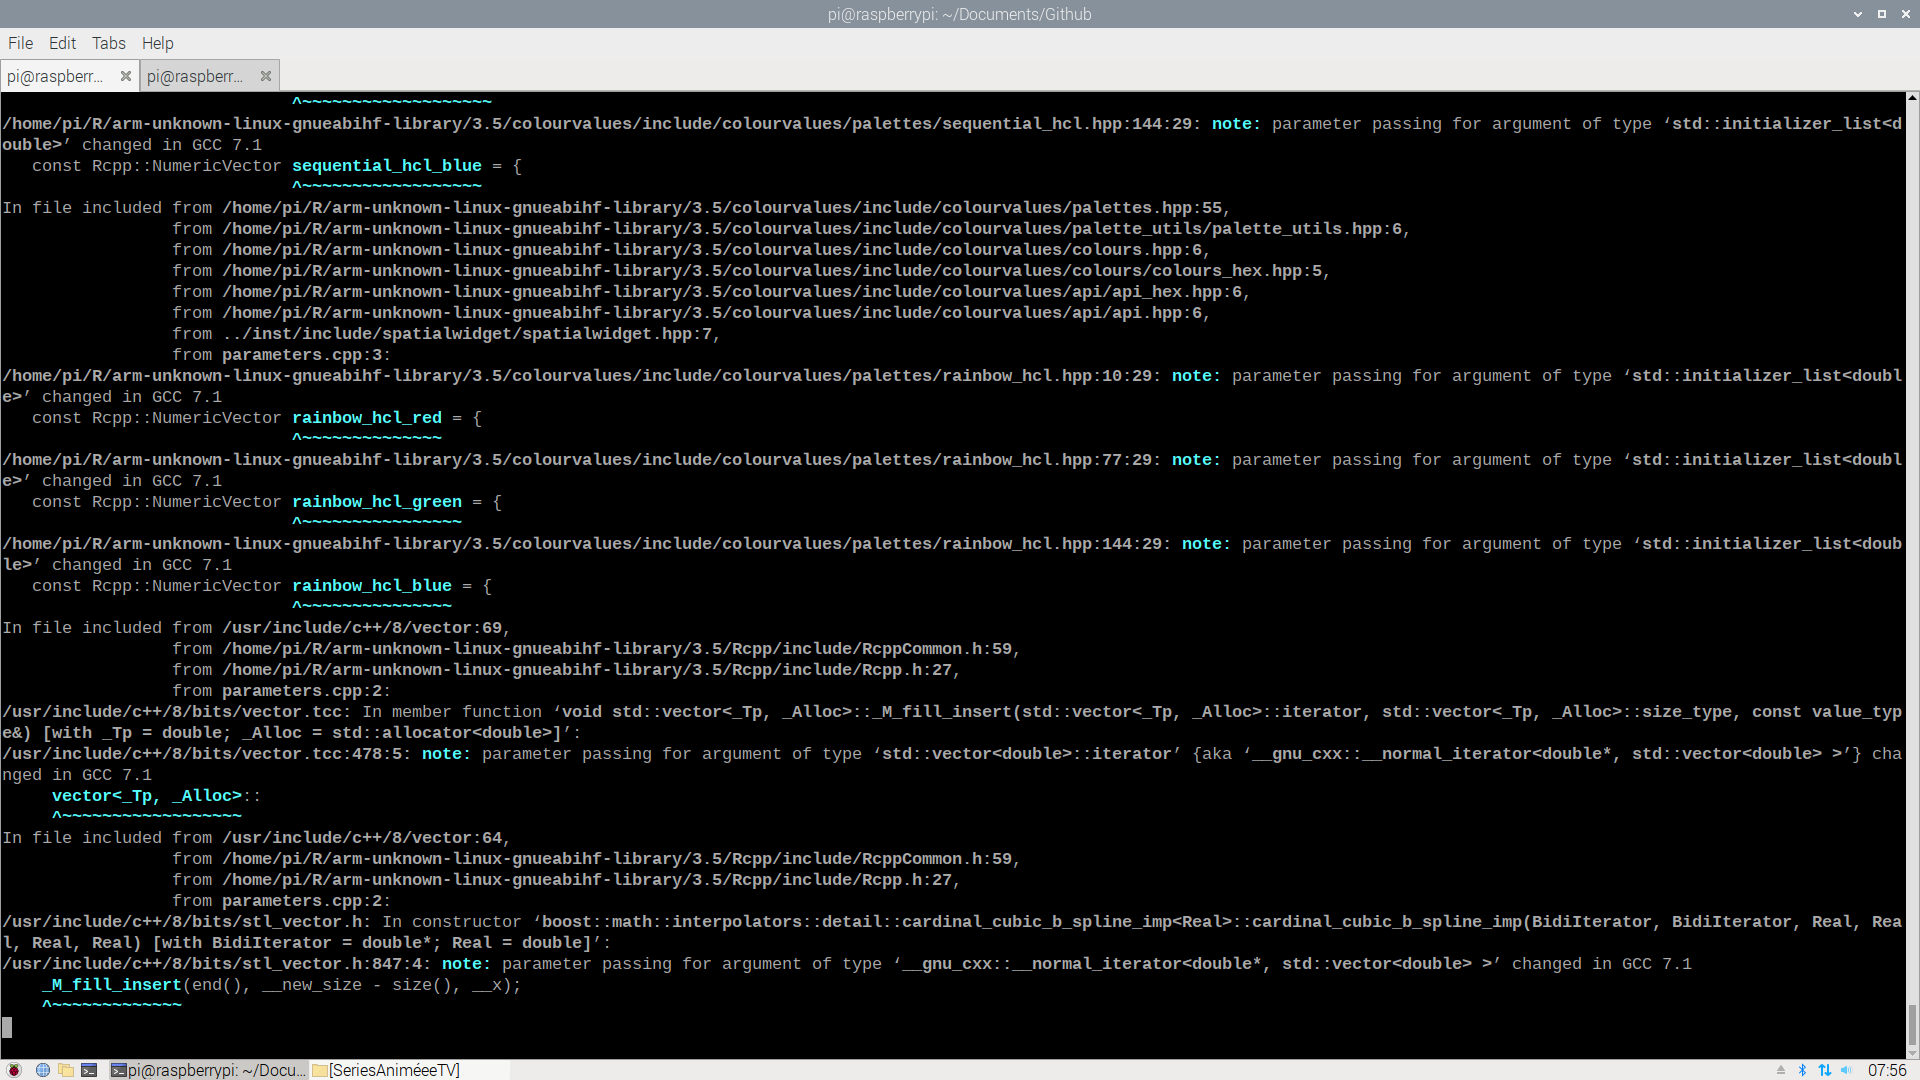 pi@raspberrypi: ~/Documents/Github
File Edit Tabs Help
pi@raspberr... pi@raspberr...
^~~~~~~~~~~~~~~~~~~~
/home/pi/R/arm-unknown-linux-gnueabihf-library/3.5/colourvalues/include/colourvalues/palettes/sequential_hcl.hpp:144:29: note: parameter passing for argument of type ‘std::initializer_list<d
ouble>’ changed in GCC 7.1
   const Rcpp::NumericVector sequential_hcl_blue = {
                             ^~~~~~~~~~~~~~~~~~~
In file included from /home/pi/R/arm-unknown-linux-gnueabihf-library/3.5/colourvalues/include/colourvalues/palettes.hpp:55,
                 from /home/pi/R/arm-unknown-linux-gnueabihf-library/3.5/colourvalues/include/colourvalues/palette_utils/palette_utils.hpp:6,
                 from /home/pi/R/arm-unknown-linux-gnueabihf-library/3.5/colourvalues/include/colourvalues/colours.hpp:6,
                 from /home/pi/R/arm-unknown-linux-gnueabihf-library/3.5/colourvalues/include/colourvalues/colours/colours_hex.hpp:5,
                 from /home/pi/R/arm-unknown-linux-gnueabihf-library/3.5/colourvalues/include/colourvalues/api/api_hex.hpp:6,
                 from /home/pi/R/arm-unknown-linux-gnueabihf-library/3.5/colourvalues/include/colourvalues/api/api.hpp:6,
                 from ../inst/include/spatialwidget/spatialwidget.hpp:7,
                 from parameters.cpp:3:
/home/pi/R/arm-unknown-linux-gnueabihf-library/3.5/colourvalues/include/colourvalues/palettes/rainbow_hcl.hpp:10:29: note: parameter passing for argument of type ‘std::initializer_list<doubl
e>’ changed in GCC 7.1
   const Rcpp::NumericVector rainbow_hcl_red = {
                             ^~~~~~~~~~~~~~~
/home/pi/R/arm-unknown-linux-gnueabihf-library/3.5/colourvalues/include/colourvalues/palettes/rainbow_hcl.hpp:77:29: note: parameter passing for argument of type ‘std::initializer_list<doubl
e>’ changed in GCC 7.1
   const Rcpp::NumericVector rainbow_hcl_green = {
                             ^~~~~~~~~~~~~~~~~
/home/pi/R/arm-unknown-linux-gnueabihf-library/3.5/colourvalues/include/colourvalues/palettes/rainbow_hcl.hpp:144:29: note: parameter passing for argument of type ‘std::initializer_list<doub
le>’ changed in GCC 7.1
   const Rcpp::NumericVector rainbow_hcl_blue = {
                             ^~~~~~~~~~~~~~~~
In file included from /usr/include/c++/8/vector:69,
                 from /home/pi/R/arm-unknown-linux-gnueabihf-library/3.5/Rcpp/include/RcppCommon.h:59,
                 from /home/pi/R/arm-unknown-linux-gnueabihf-library/3.5/Rcpp/include/Rcpp.h:27,
                 from parameters.cpp:2:
/usr/include/c++/8/bits/vector.tcc: In member function ‘void std::vector<_Tp, _Alloc>::_M_fill_insert(std::vector<_Tp, _Alloc>::iterator, std::vector<_Tp, _Alloc>::size_type, const value_typ
e&) [with _Tp = double; _Alloc = std::allocator<double>]’:
/usr/include/c++/8/bits/vector.tcc:478:5: note: parameter passing for argument of type ‘std::vector<double>::iterator’ {aka ‘__gnu_cxx::__normal_iterator<double*, std::vector<double> >’} cha
nged in GCC 7.1
     vector<_Tp, _Alloc>::
     ^~~~~~~~~~~~~~~~~~~
In file included from /usr/include/c++/8/vector:64,
                 from /home/pi/R/arm-unknown-linux-gnueabihf-library/3.5/Rcpp/include/RcppCommon.h:59,
                 from /home/pi/R/arm-unknown-linux-gnueabihf-library/3.5/Rcpp/include/Rcpp.h:27,
                 from parameters.cpp:2:
/usr/include/c++/8/bits/stl_vector.h: In constructor ‘boost::math::interpolators::detail::cardinal_cubic_b_spline_imp<Real>::cardinal_cubic_b_spline_imp(BidiIterator, BidiIterator, Real, Rea
l, Real, Real) [with BidiIterator = double*; Real = double]’:
/usr/include/c++/8/bits/stl_vector.h:847:4: note: parameter passing for argument of type ‘__gnu_cxx::__normal_iterator<double*, std::vector<double> >’ changed in GCC 7.1
    _M_fill_insert(end(), __new_size - size(), __x);
    ^~~~~~~~~~~~~~
pi@raspberrypi: ~/Docu... [SeriesAniméeeTV] 07:56